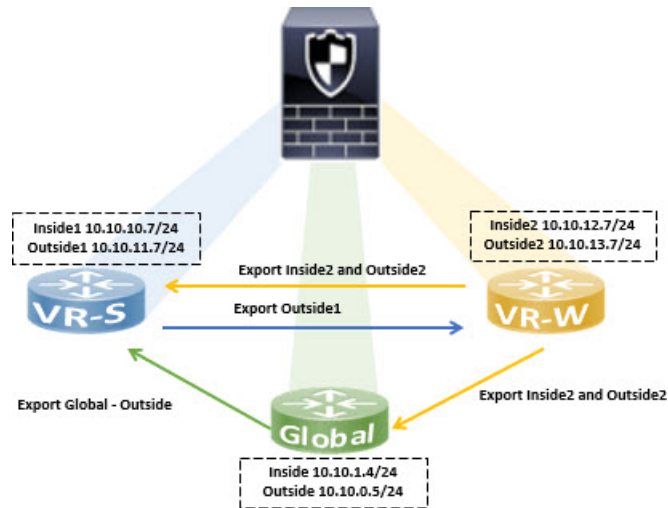 Inside1 10.10.10.7/24
Outside1 10.10.11.7/24
Inside2 10.10.12.7/24
Outside2 10.10.13.7/24
Export Inside2 and Outside2
VR-S
Export Outside1
VR-W
Export Global - Outside
Export Inside2 and Outside2
Global
Inside 10.10.1.4/24
Outside 10.10.0.5/24